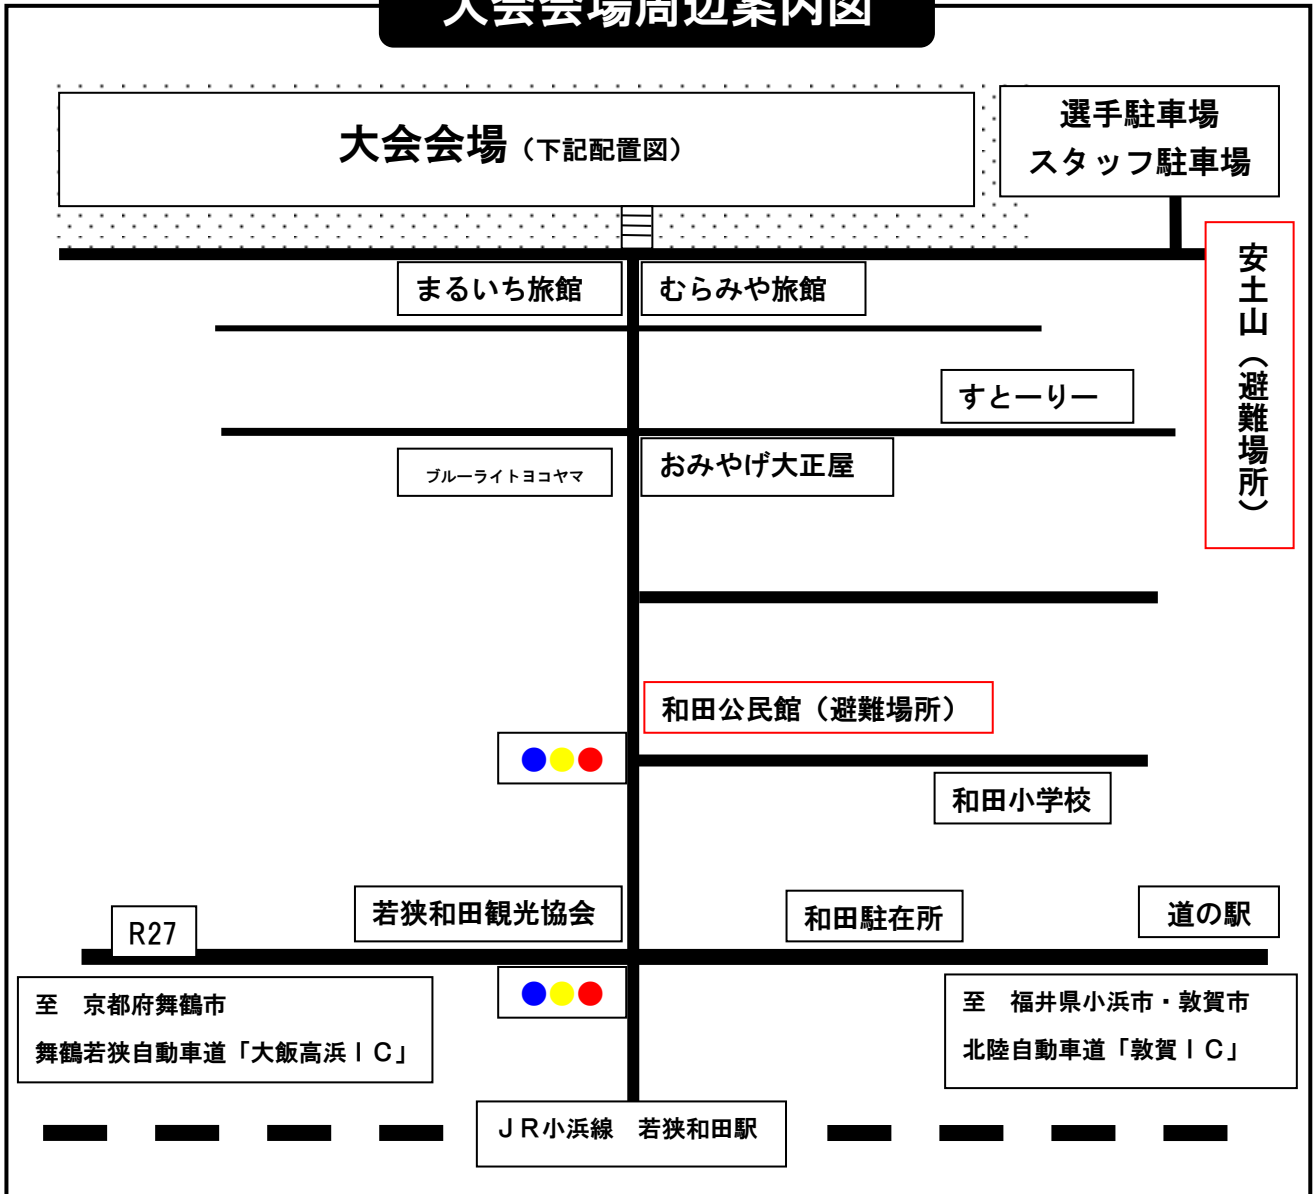 大会会場周辺案内図
大会会場（下記配置図）
選手駐車場
スタッフ駐車場
安土山（避難場所）
まるいち旅館
むらみや旅館
すとーりー
ブルーライトヨコヤマ
おみやげ大正屋
和田公民館（避難場所）
和田小学校
若狭和田観光協会
和田駐在所
道の駅
R27
至　京都府舞鶴市
舞鶴若狭自動車道「大飯高浜ＩＣ」
至　福井県小浜市・敦賀市
北陸自動車道「敦賀ＩＣ」
ＪＲ小浜線　若狭和田駅